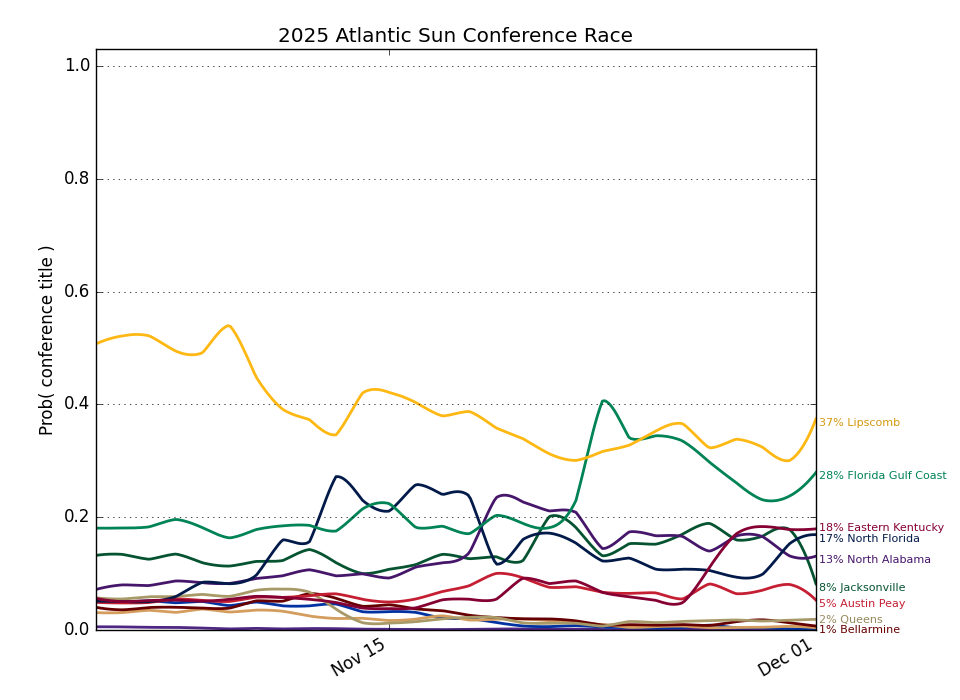 2025 Atlantic Sun Conference Race
Prob( conference title )
1.0
0.8
0.6
0.4
0.2
0.0
Nov 15
Dec 01
37% Lipscomb
28% Florida Gulf Coast
18% Eastern Kentucky
17% North Florida
13% North Alabama
8% Jacksonville
5% Austin Peay
2% Queens
1% Bellarmine